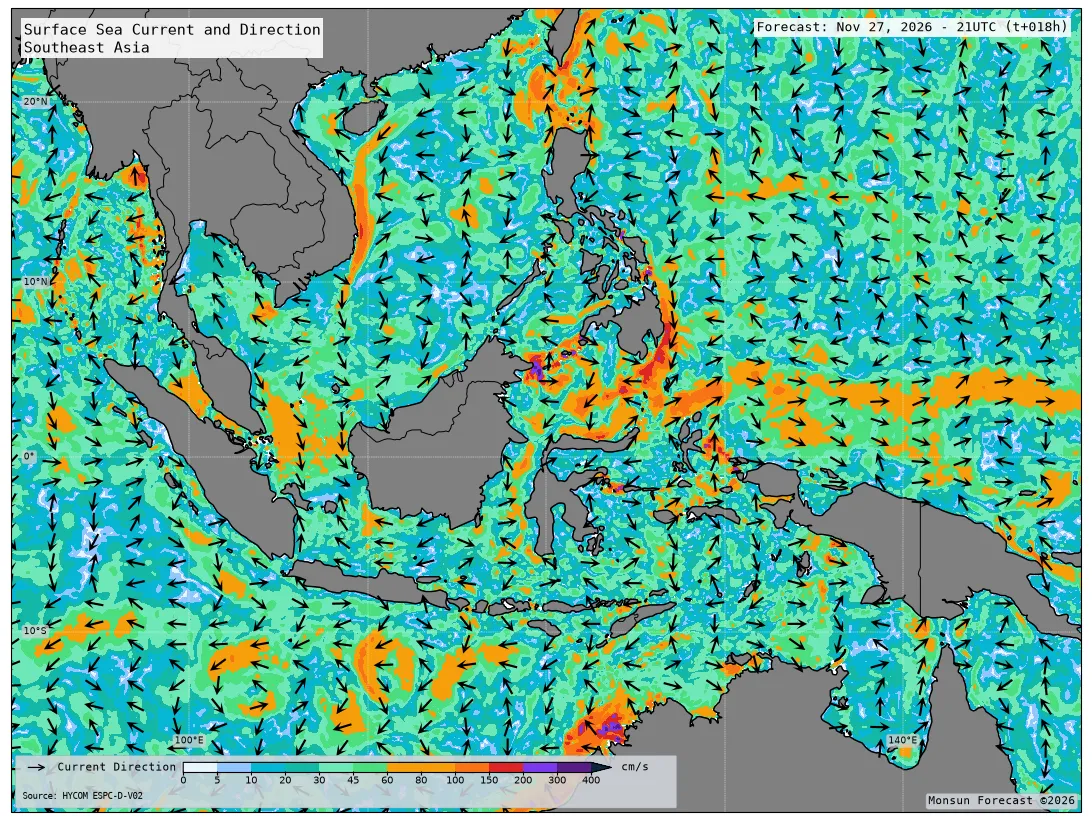 Surface Sea Current and Direction
Southeast Asia
Forecast: Nov 27, 2026 - 21UTC (t+018h)
20°N
10°N
0°
10°S
100°E
140°E
Current Direction
0 5 10 20 30 45 60 80 100 150 200 300 400 cm/s
Source: HYCOM ESPC-D-V02
Monsun Forecast ©2026